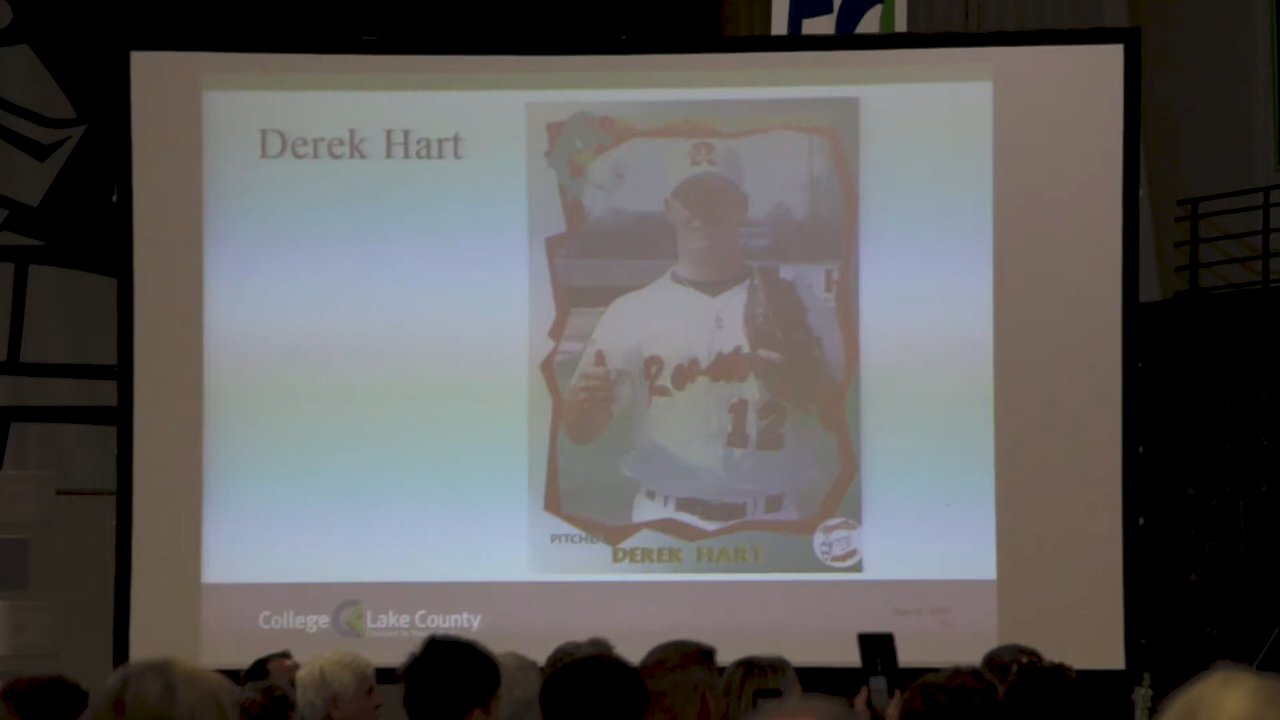 Derek Hart
R
12
PITCHER
DEREK HART
College Lake County